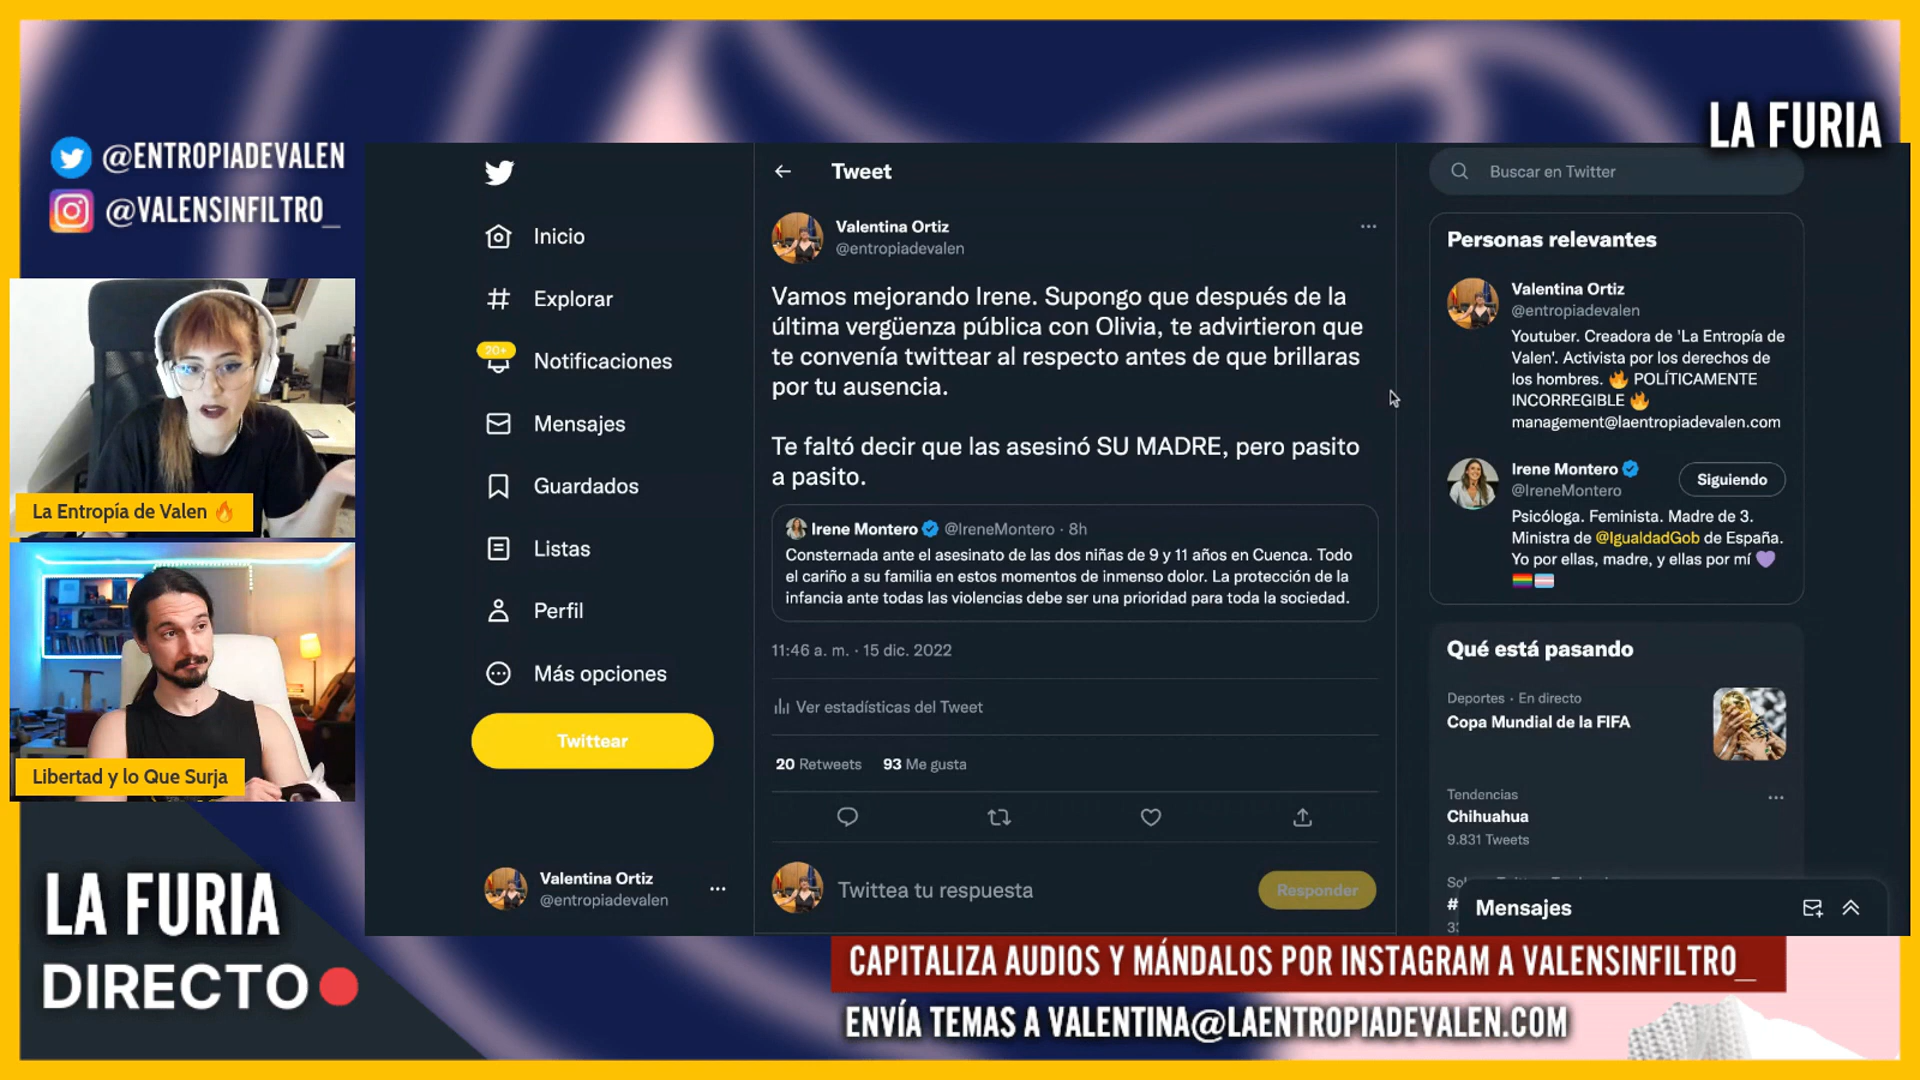 LA FURIA
@ENTROPIADEVALEN
@VALENSINFILTRO_
La Entropía de Valen
Libertad y lo Que Surja
LA FURIA
DIRECTO
Inicio
Explorar
20+
Notificaciones
Mensajes
Guardados
Listas
Perfil
Más opciones
Twittear
Valentina Ortiz
@entropiadevalen
Tweet
Valentina Ortiz
@entropiadevalen
Vamos mejorando Irene. Supongo que después de la
última vergüenza pública con Olivia, te advirtieron que
te convenía twittear al respecto antes de que brillaras
por tu ausencia.
Te faltó decir que las asesinó SU MADRE, pero pasito
a pasito.
Irene Montero @IreneMontero · 8h
Consternada ante el asesinato de las dos niñas de 9 y 11 años en Cuenca. Todo
el cariño a su familia en estos momentos de inmenso dolor. La protección de la
infancia ante todas las violencias debe ser una prioridad para toda la sociedad.
11:46 a. m. · 15 dic. 2022
Ver estadísticas del Tweet
20 Retweets 93 Me gusta
Twittea tu respuesta
Responder
Buscar en Twitter
Personas relevantes
Valentina Ortiz
@entropiadevalen
Youtuber. Creadora de 'La Entropía de
Valen'. Activista por los derechos de
los hombres. 🔥 POLÍTICAMENTE
INCORREGIBLE 🔥
management@laentropiadevalen.com
Irene Montero
@IreneMontero
Siguiendo
Psicóloga. Feminista. Madre de 3.
Ministra de @IgualdadGob de España.
Yo por ellas, madre, y ellas por mí 💜
Qué está pasando
Deportes · En directo
Copa Mundial de la FIFA
Tendencias
Chihuahua
9.831 Tweets
#
Mensajes
CAPITALIZA AUDIOS Y MÁNDALOS POR INSTAGRAM A VALENSINFILTRO_
ENVÍA TEMAS A VALENTINA@LAENTROPIADEVALEN.COM